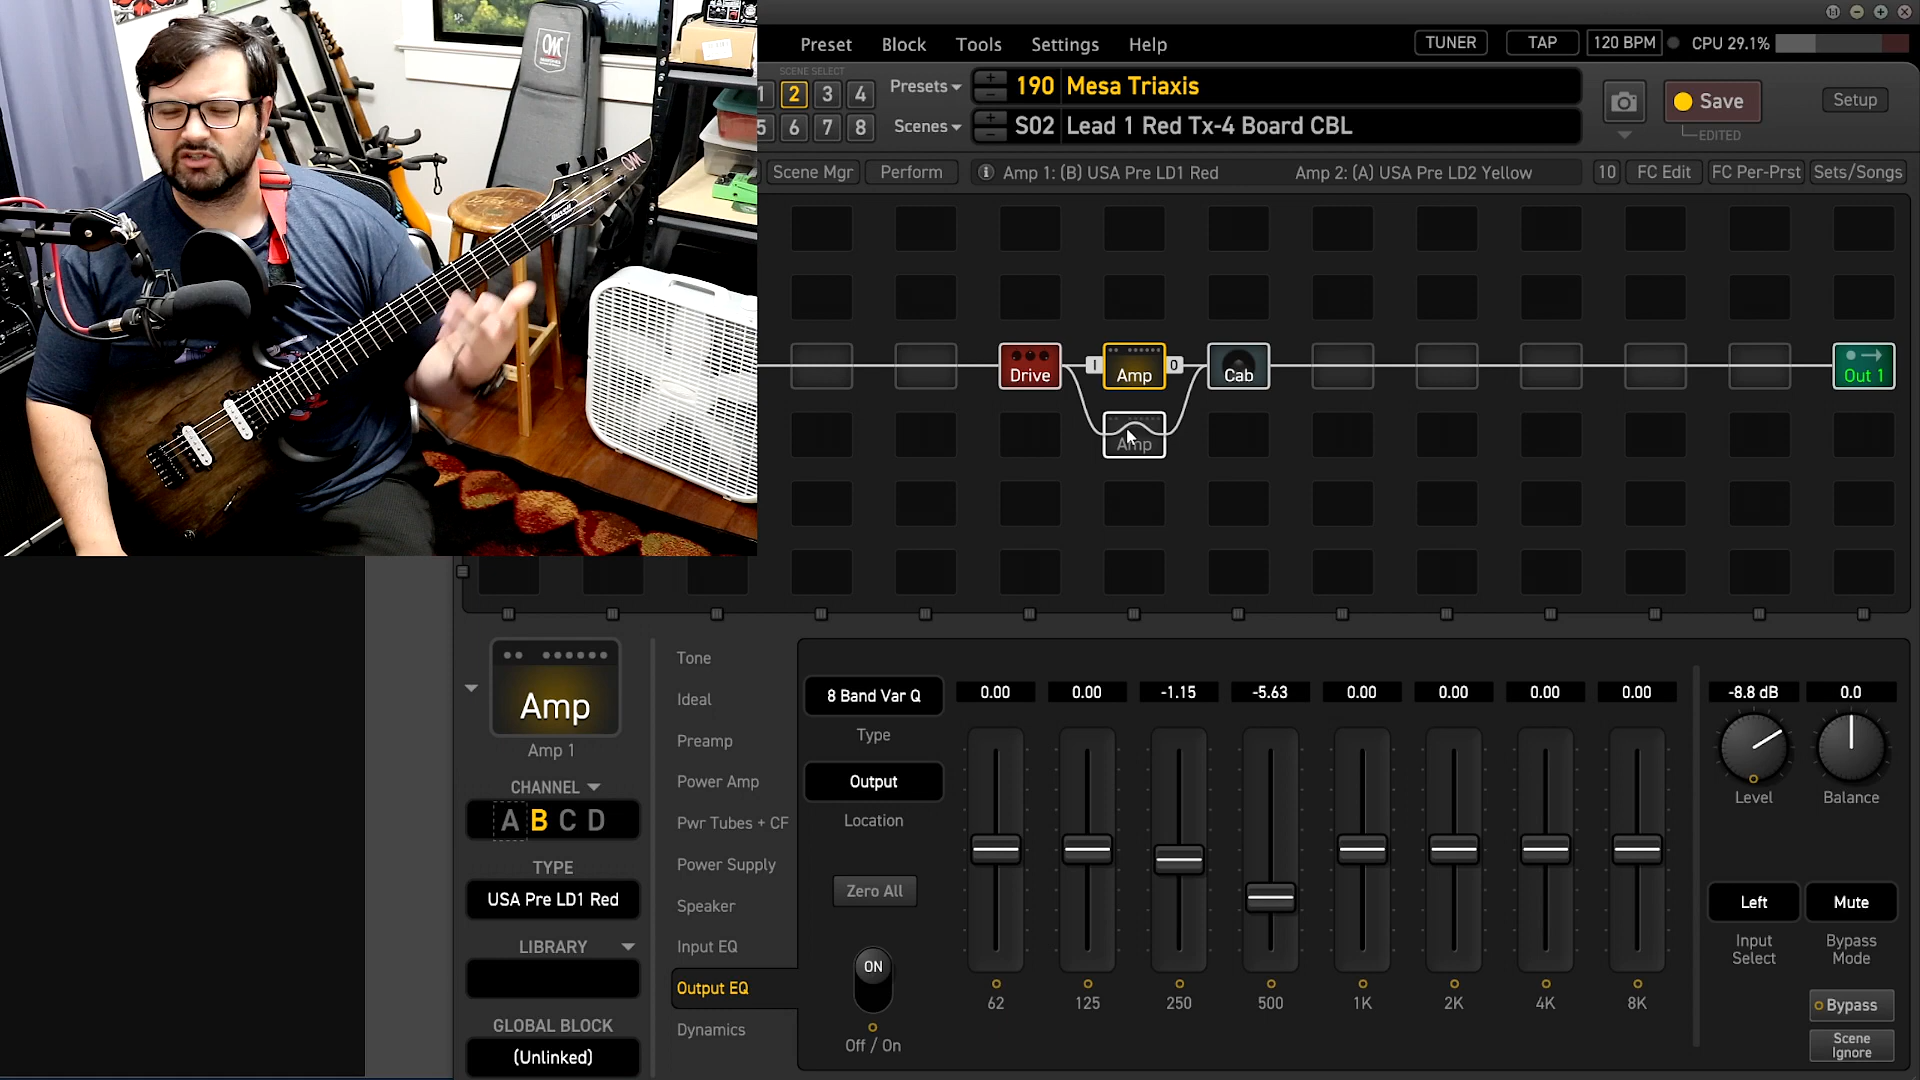 Preset Block Tools Settings Help
TUNER TAP 120 BPM CPU 29.1%
SCENE SELECT
1 2 3 4
5 6 7 8
Presets 190 Mesa Triaxis
Scenes S02 Lead 1 Red Tx-4 Board CBL
Save
EDITED
Setup
Scene Mgr Perform Amp 1: (B) USA Pre LD1 Red Amp 2: (A) USA Pre LD2 Yellow 10 FC Edit FC Per-Prst Sets/Songs
Drive I Amp O Cab Out 1
Amp
Amp
Amp 1
CHANNEL
A B C D
TYPE
USA Pre LD1 Red
LIBRARY
GLOBAL BLOCK
(Unlinked)
Tone
Ideal
Preamp
Power Amp
Pwr Tubes + CF
Power Supply
Speaker
Input EQ
Output EQ
Dynamics
8 Band Var Q
Type
Output
Location
Zero All
ON
Off / On
0.00 0.00 -1.15 -5.63 0.00 0.00 0.00 0.00
62 125 250 500 1K 2K 4K 8K
-8.8 dB 0.0
Level Balance
Left Mute
Input Select
Bypass Mode
Bypass
Scene Ignore